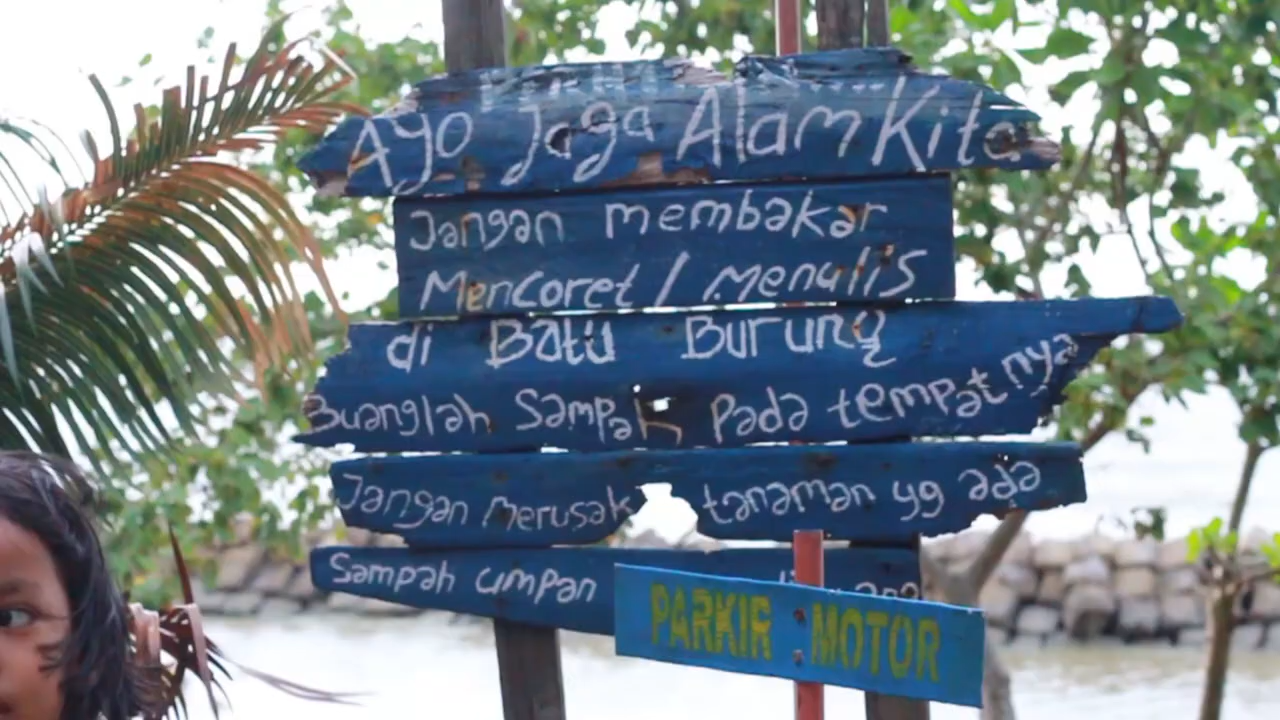 Ayo Jaga Alam Kita
Jangan membakar
Mencoret / Menulis
di Batu Burung
Buanglah Sampah Pada tempatnya
Jangan Merusak tanaman yg ada
Sampah umpan
PARKIR MOTOR